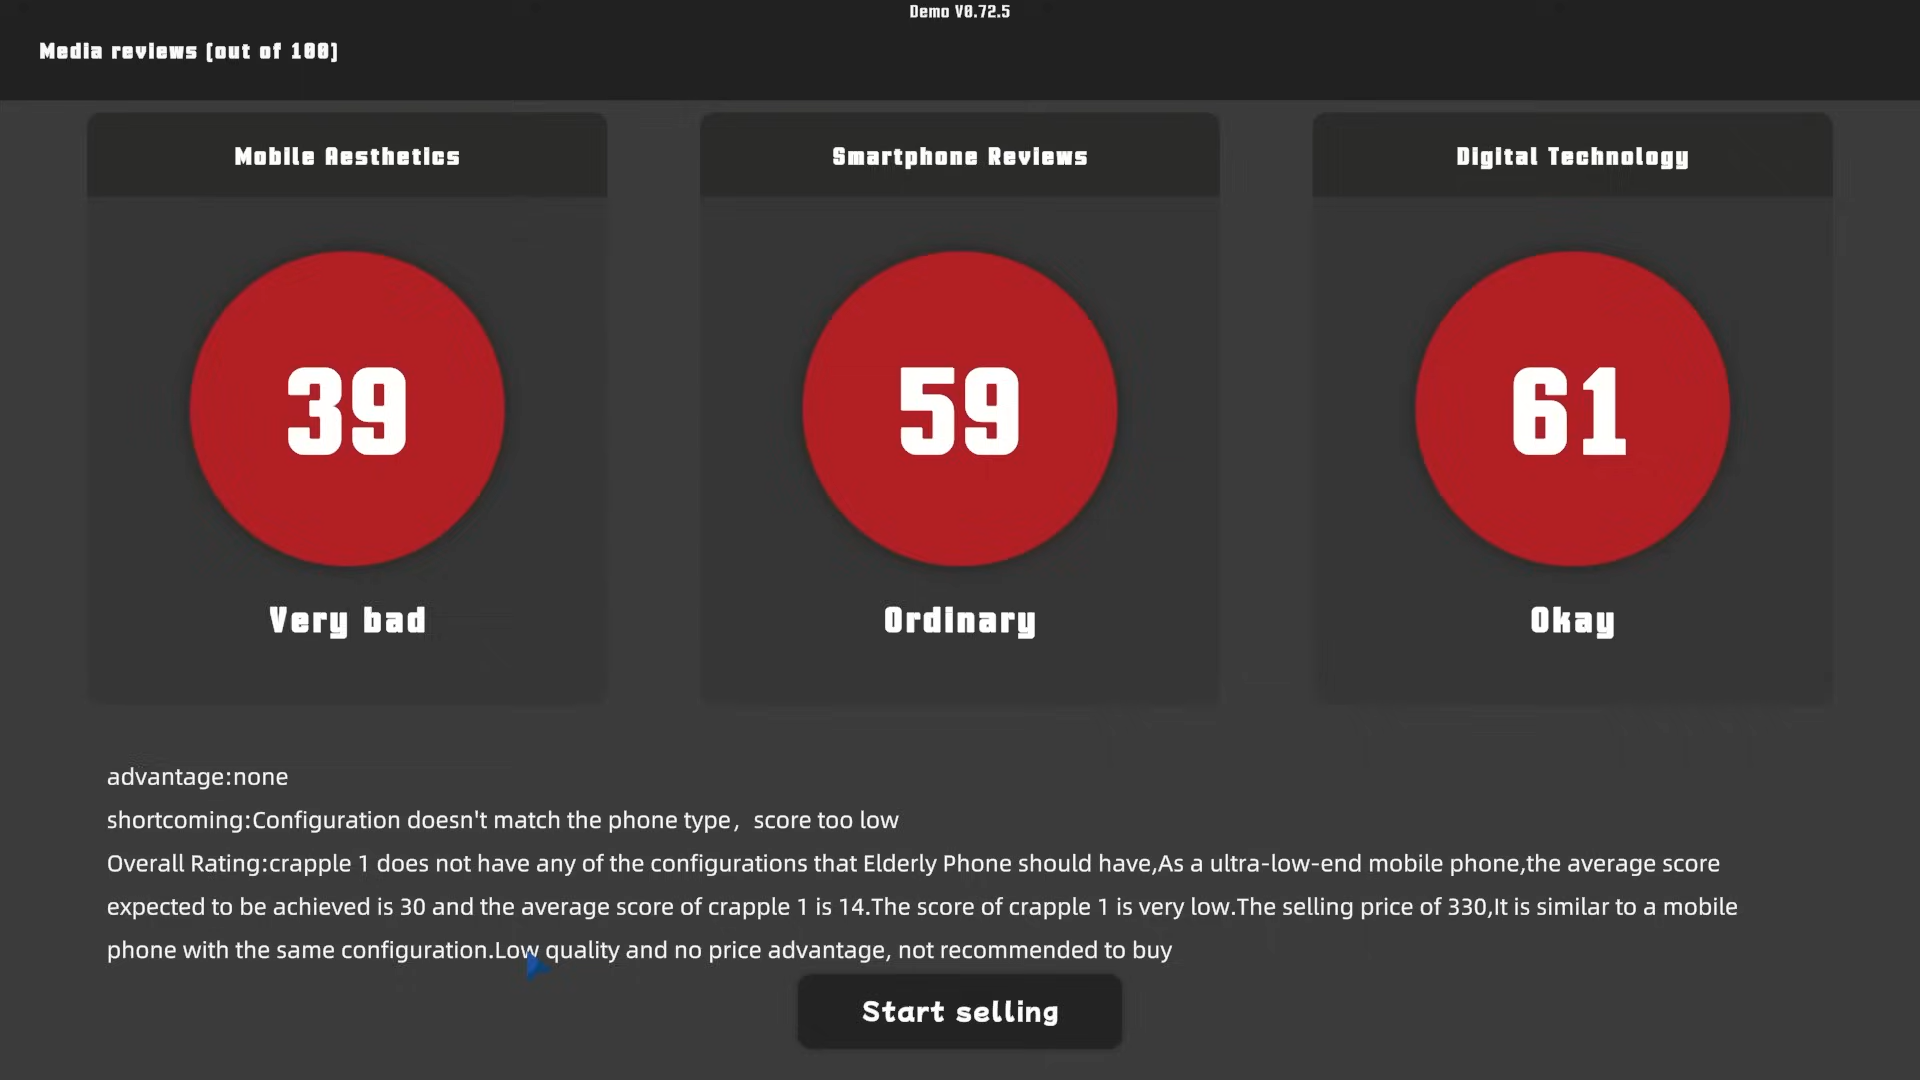 Demo V0.72.5
Media reviews (out of 100)
Mobile Aesthetics
Smartphone Reviews
Digital Technology
39
59
61
Very bad
Ordinary
Okay
advantage:none
shortcoming:Configuration doesn't match the phone type，score too low
Overall Rating:crapple 1 does not have any of the configurations that Elderly Phone should have,As a ultra-low-end mobile phone,the average score
expected to be achieved is 30 and the average score of crapple 1 is 14.The score of crapple 1 is very low.The selling price of 330,It is similar to a mobile
phone with the same configuration.Low quality and no price advantage, not recommended to buy
Start selling